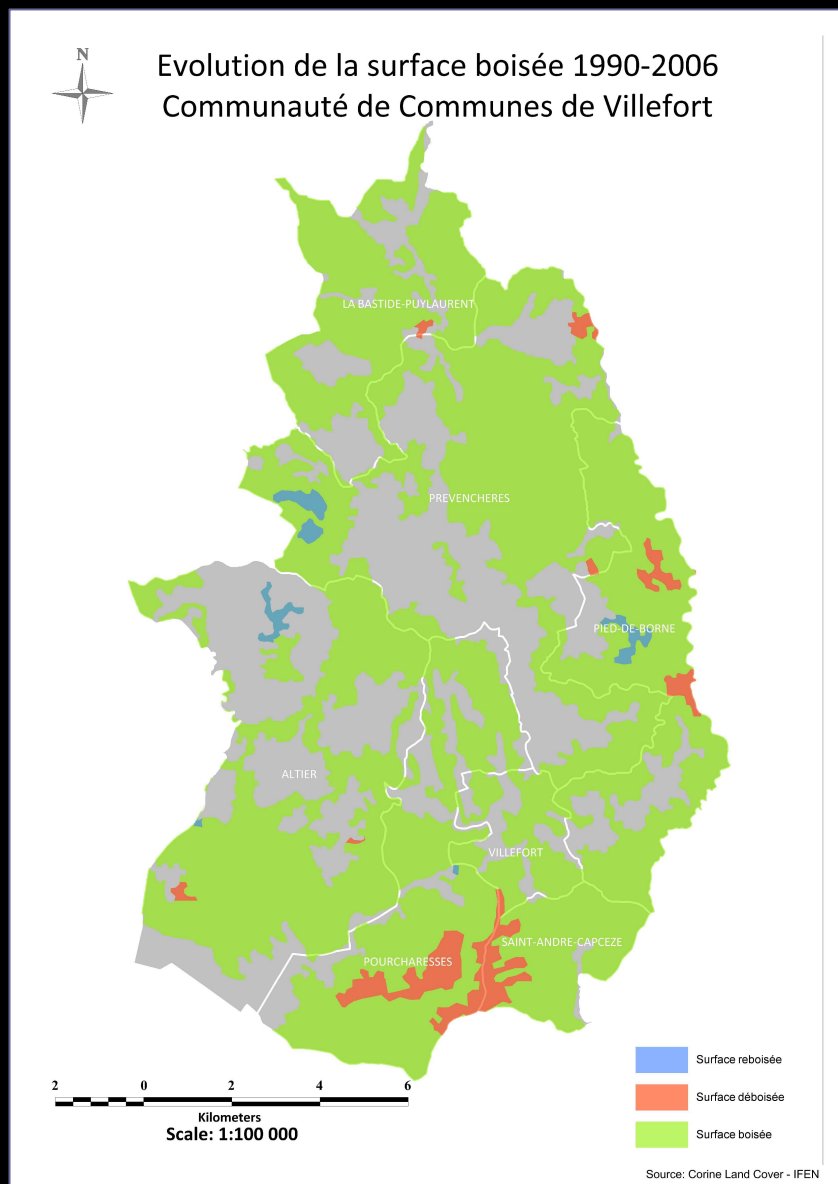 N
Evolution de la surface boisée 1990-2006
Communauté de Communes de Villefort
LA BASTIDE-PUYLAURENT
PREVENCHERES
PIED-DE-BORNE
ALTIER
VILLEFORT
SAINT-ANDRE-CAPCEZE
POURCHARESSES
Surface reboisée
Surface déboisée
Surface boisée
2 0 2 4 6
Kilometers
Scale: 1:100 000
Source: Corine Land Cover - IFEN